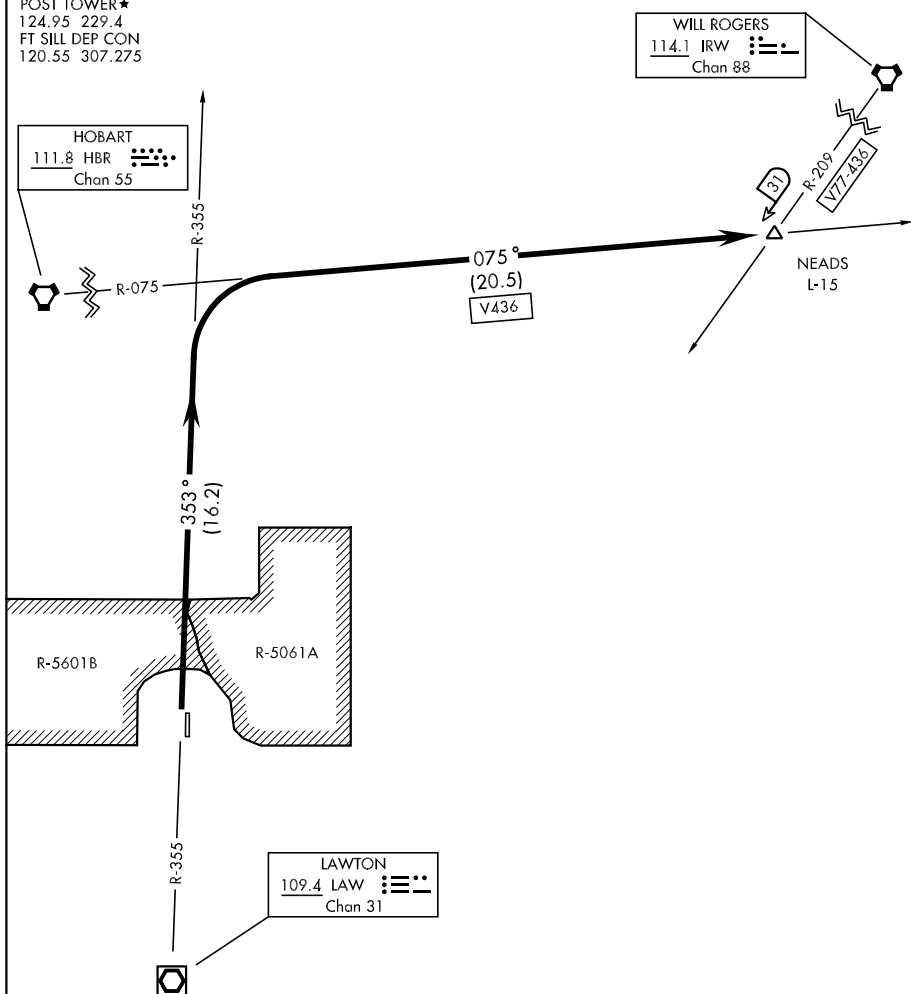 POST TOWER★
124.95 229.4
FT SILL DEP CON
120.55 307.275
WILL ROGERS
114.1 IRW
Chan 88
HOBART
111.8 HBR
Chan 55
R-355
R-209
V77-436
31
R-075
075°
(20.5)
V436
NEADS
L-15
353°
(16.2)
R-5601B
R-5061A
R-355
LAWTON
109.4 LAW
Chan 31